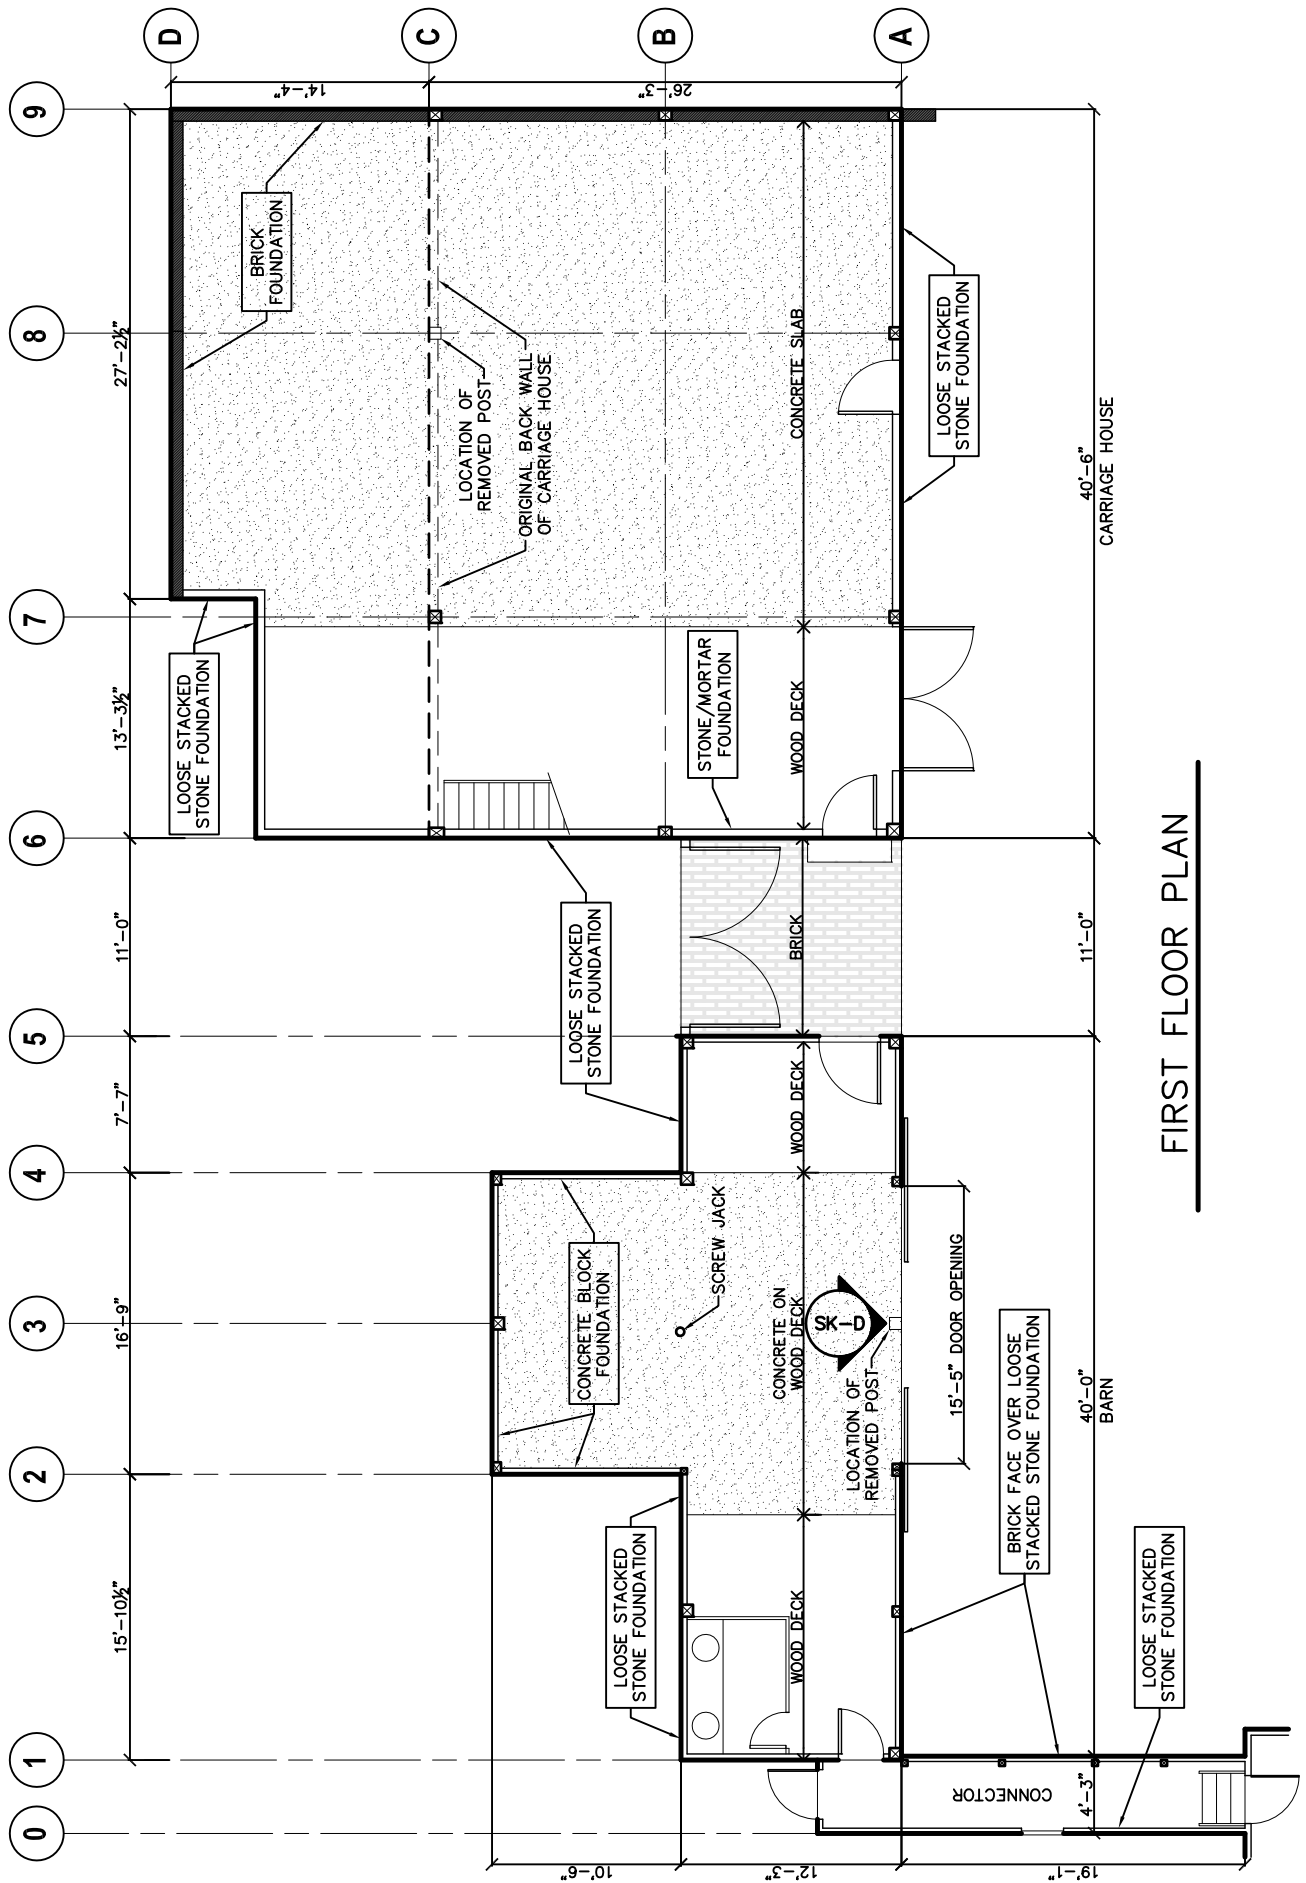 0
1
2
3
4
5
6
7
8
9
15'-10½"
16'-9"
7'-7"
11'-0"
13'-3½"
27'-2½"
D
C
B
A
14'-4"
26'-3"
LOOSE STACKED
STONE FOUNDATION
BRICK
FOUNDATION
LOCATION OF
REMOVED POST
ORIGINAL BACK WALL
OF CARRIAGE HOUSE
CONCRETE BLOCK
FOUNDATION
LOOSE STACKED
STONE FOUNDATION
LOOSE STACKED
STONE FOUNDATION
STONE/MORTAR
FOUNDATION
SCREW JACK
WOOD DECK
CONCRETE ON
WOOD DECK
WOOD DECK
BRICK
WOOD DECK
CONCRETE SLAB
SK-D
LOCATION OF
REMOVED POST
15'-5" DOOR OPENING
LOOSE STACKED
STONE FOUNDATION
BRICK FACE OVER LOOSE
STACKED STONE FOUNDATION
CONNECTOR
4'-3"
40'-0"
BARN
11'-0"
40'-6"
CARRIAGE HOUSE
LOOSE STACKED
STONE FOUNDATION
10'-6"
12'-3"
19'-1"
FIRST FLOOR PLAN